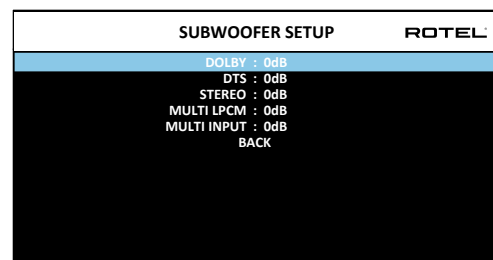 SUBWOOFER SETUP ROTEL
DOLBY : 0dB
DTS : 0dB
STEREO : 0dB
MULTI LPCM : 0dB
MULTI INPUT : 0dB
BACK